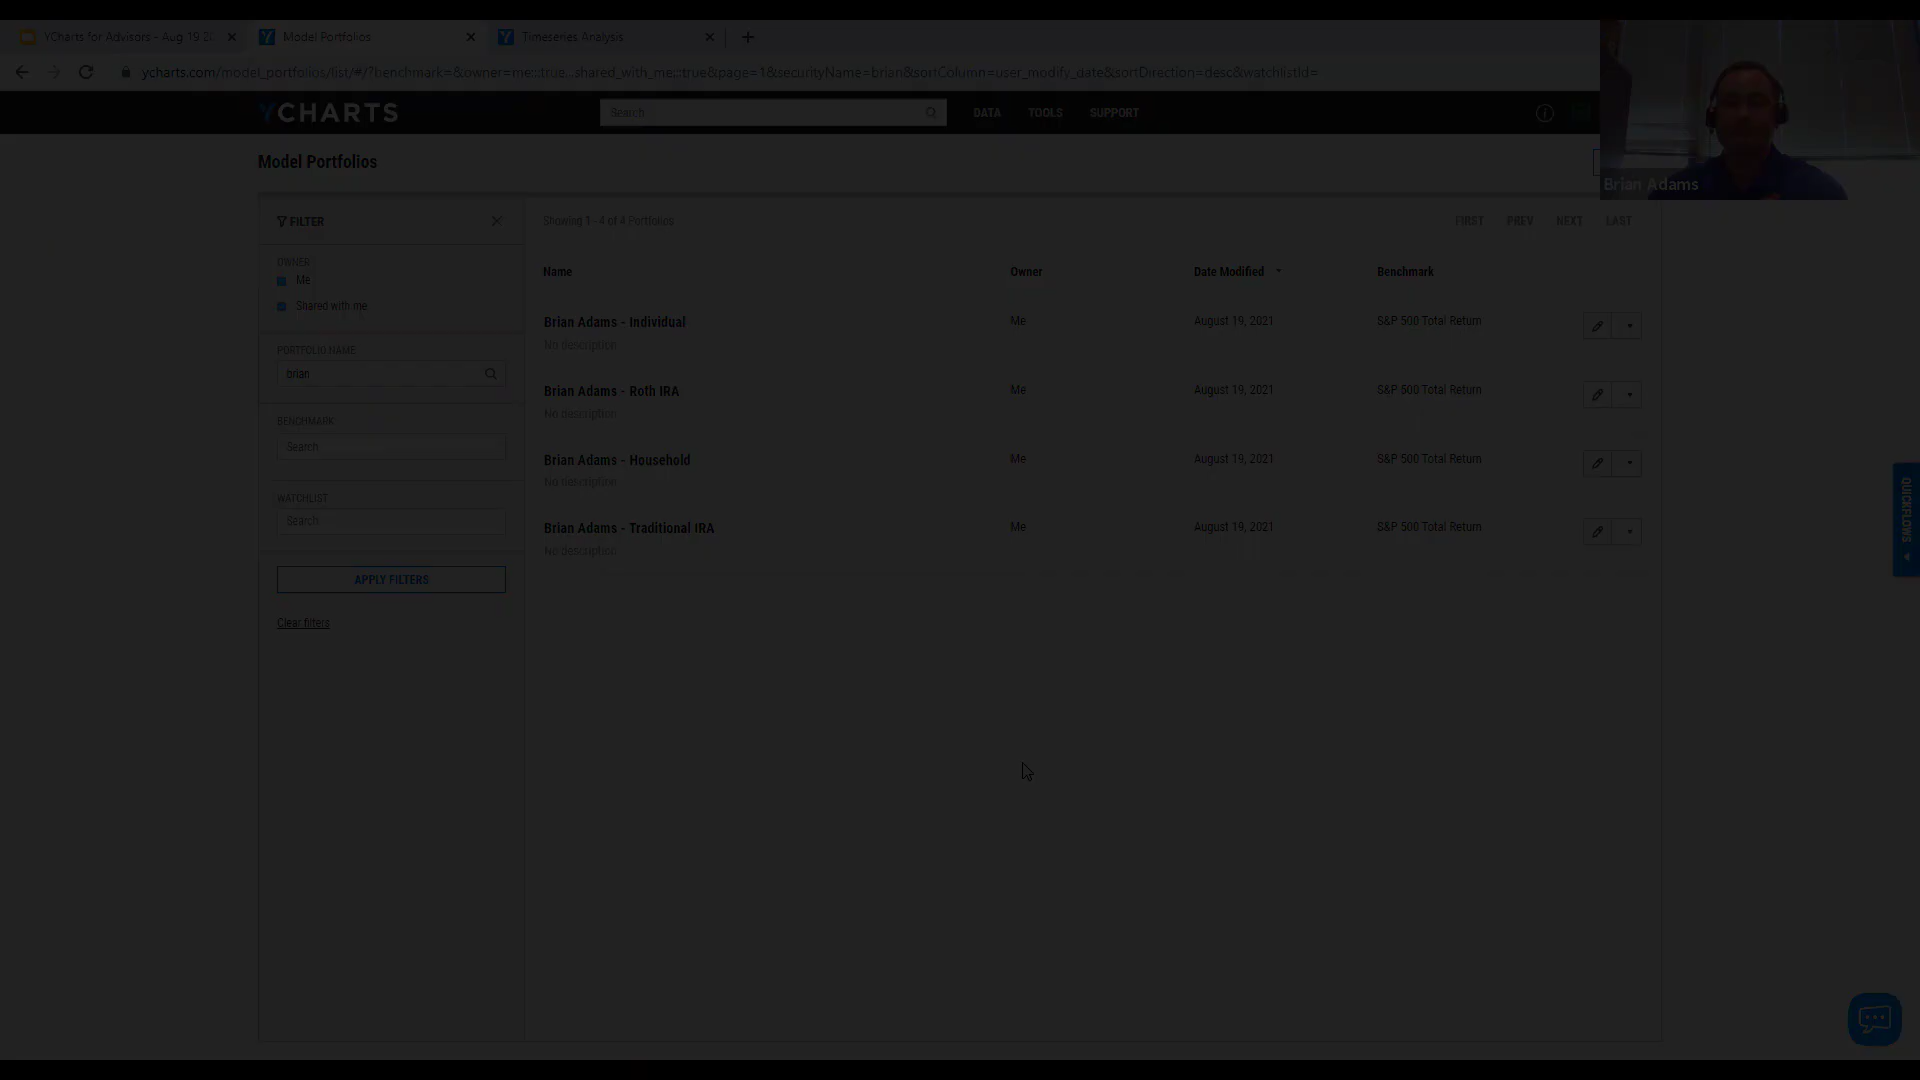 YCharts for Advisors - Aug 19 20
Model Portfolios
Timeseries Analysis
ycharts.com/model_portfolios/list/#/?benchmark=&owner=me:;true...shared_with_me:;true&page=1&securityName=brian&sortColumn=user_modify_date&sortDirection=desc&watchlistId=
YCHARTS
Search
DATA
TOOLS
SUPPORT
Brian Adams
Model Portfolios
FILTER
OWNER
Me
Shared with me
PORTFOLIO NAME
brian
BENCHMARK
Search
WATCHLIST
Search
APPLY FILTERS
Clear filters
Showing 1 - 4 of 4 Portfolios
FIRST PREV NEXT LAST
Name Owner Date Modified Benchmark
Brian Adams - Individual Me August 19, 2021 S&P 500 Total Return
No description
Brian Adams - Roth IRA Me August 19, 2021 S&P 500 Total Return
No description
Brian Adams - Household Me August 19, 2021 S&P 500 Total Return
No description
Brian Adams - Traditional IRA Me August 19, 2021 S&P 500 Total Return
No description
QUICKFLOWS